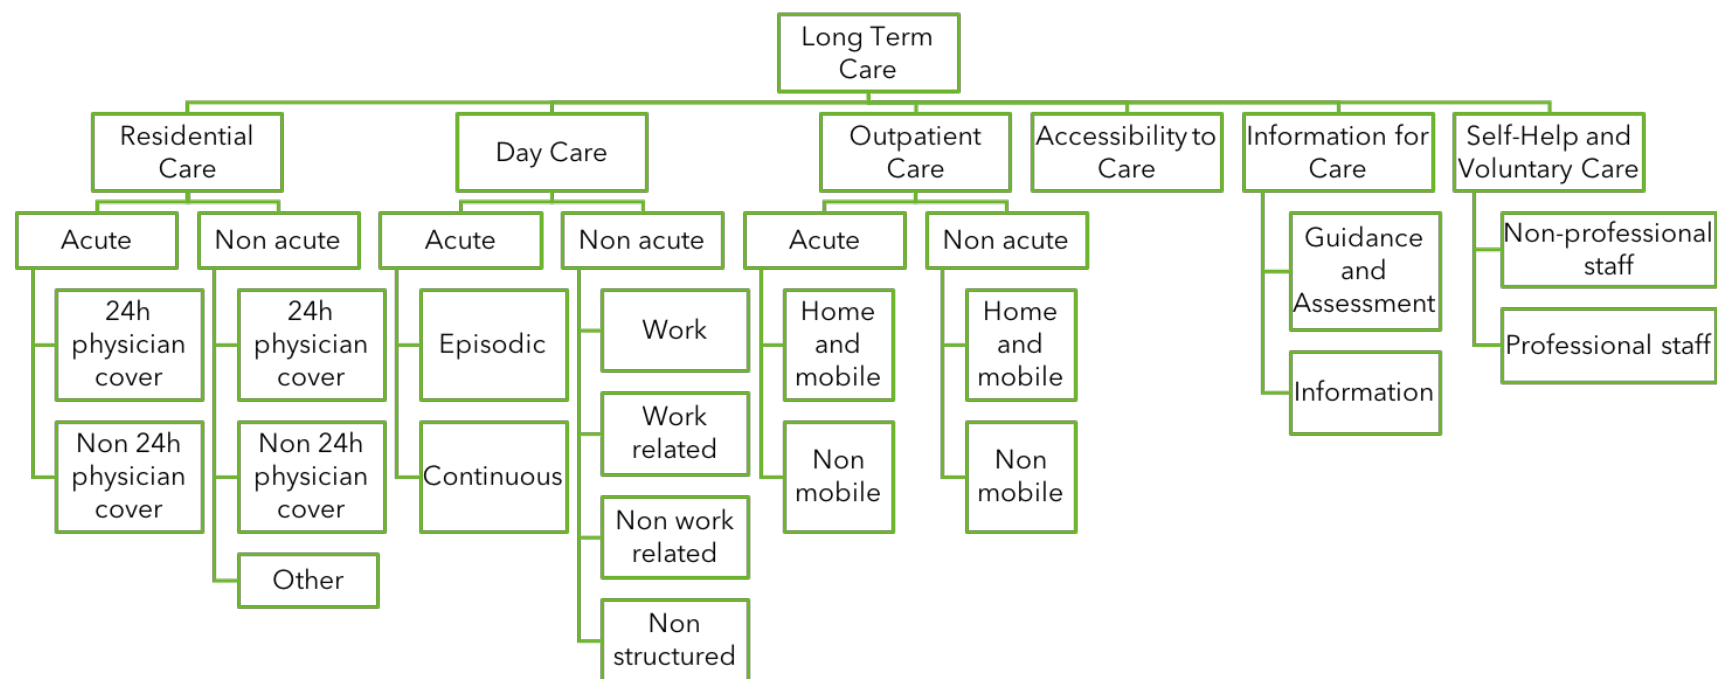 Long Term
Care
Residential
Care
Day Care
Outpatient
Care
Accessibility to
Care
Information for
Care
Self-Help and
Voluntary Care
Acute
Non acute
Acute
Non acute
Acute
Non acute
24h
physician
cover
Non 24h
physician
cover
24h
physician
cover
Non 24h
physician
cover
Other
Episodic
Continuous
Work
Work
related
Non work
related
Non
structured
Home
and
mobile
Non
mobile
Home
and
mobile
Non
mobile
Guidance
and
Assessment
Information
Non-professional
staff
Professional staff